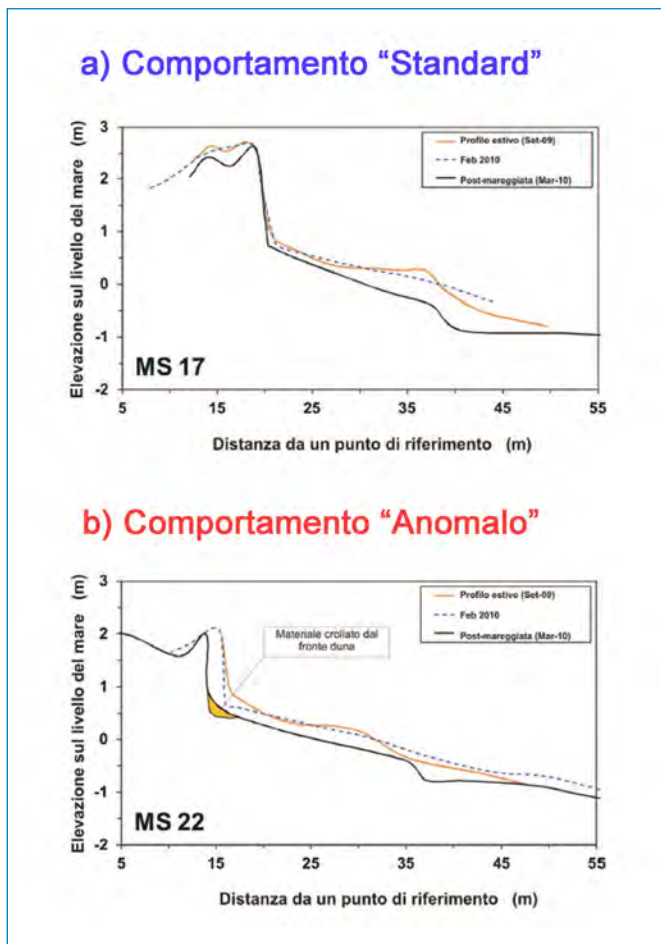 a) Comportamento “Standard”
Elevazione sul livello del mare (m)
3
2
1
0
-1
-2
Profilo estivo (Set-09)
Feb 2010
Post-mareggiata (Mar-10)
MS 17
5 15 25 35 45 55
Distanza da un punto di riferimento (m)
b) Comportamento “Anomalo”
Elevazione sul livello del mare (m)
3
2
1
0
-1
-2
Profilo estivo (Set-09)
Feb 2010
Post-mareggiata (Mar-10)
Materiale crollato dal
fronte duna
MS 22
5 15 25 35 45 55
Distanza da un punto di riferimento (m)